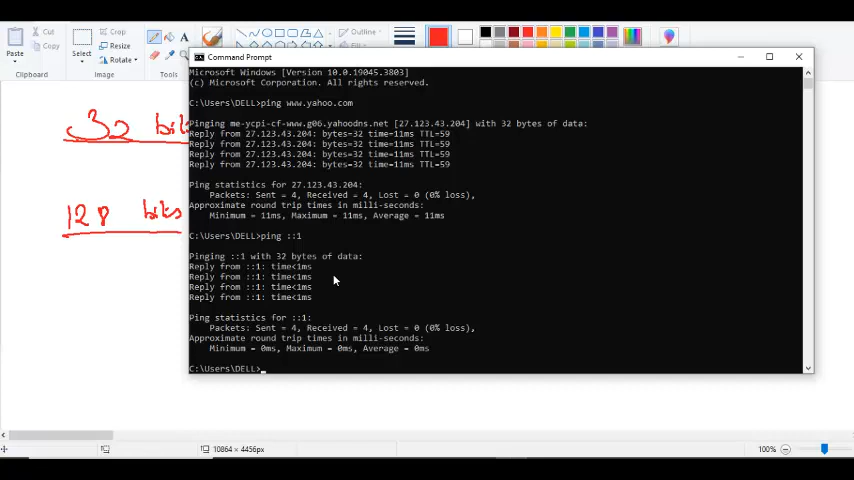 Cut
Copy
Paste
Clipboard
Select
Crop
Resize
Rotate
Image
A
Tools
Outline
Fill
Command Prompt
Microsoft Windows [Version 10.0.19045.3803]
(c) Microsoft Corporation. All rights reserved.
C:\Users\DELL>ping www.yahoo.com
Pinging me-ycpi-cf-www.g06.yahoodns.net [27.123.43.204] with 32 bytes of data:
Reply from 27.123.43.204: bytes=32 time=11ms TTL=59
Reply from 27.123.43.204: bytes=32 time=11ms TTL=59
Reply from 27.123.43.204: bytes=32 time=11ms TTL=59
Reply from 27.123.43.204: bytes=32 time=11ms TTL=59
Ping statistics for 27.123.43.204:
Packets: Sent = 4, Received = 4, Lost = 0 (0% loss),
Approximate round trip times in milli-seconds:
Minimum = 11ms, Maximum = 11ms, Average = 11ms
C:\Users\DELL>ping ::1
Pinging ::1 with 32 bytes of data:
Reply from ::1: time<1ms
Reply from ::1: time<1ms
Reply from ::1: time<1ms
Reply from ::1: time<1ms
Ping statistics for ::1:
Packets: Sent = 4, Received = 4, Lost = 0 (0% loss),
Approximate round trip times in milli-seconds:
Minimum = 0ms, Maximum = 0ms, Average = 0ms
C:\Users\DELL>
32 bit
128 bits
10864 × 4456px
100%